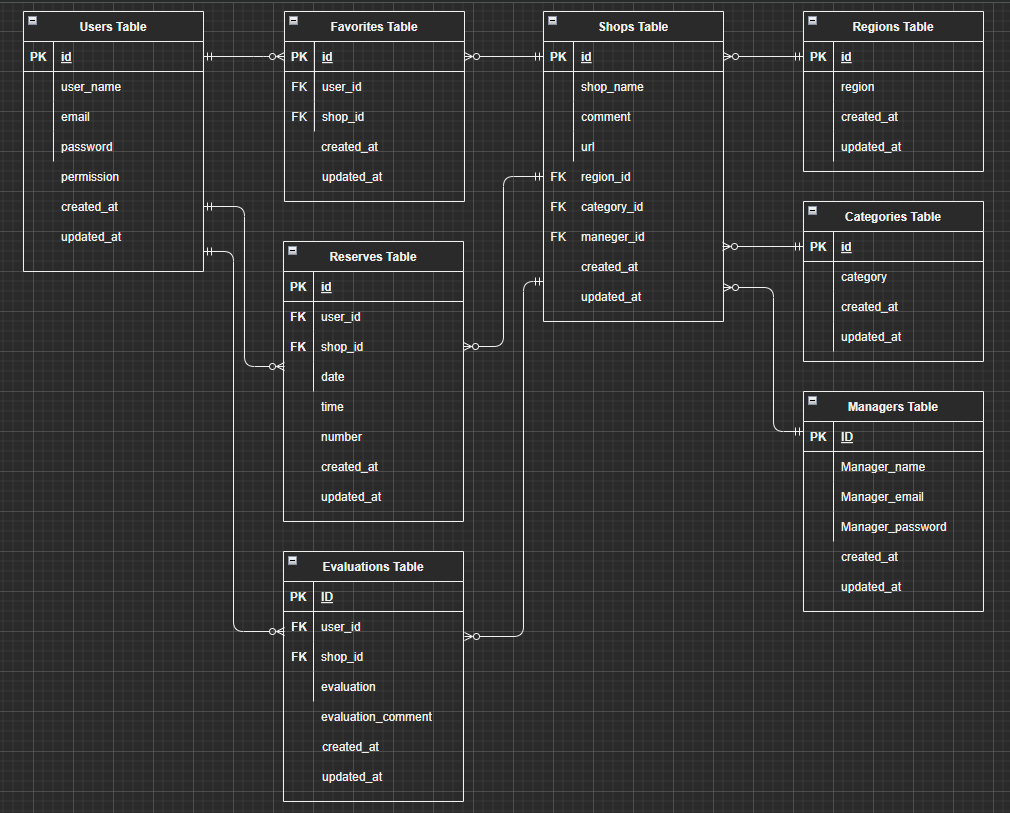 Users Table
PK id
user_name
email
password
permission
created_at
updated_at
Favorites Table
PK id
FK user_id
FK shop_id
created_at
updated_at
Reserves Table
PK id
FK user_id
FK shop_id
date
time
number
created_at
updated_at
Evaluations Table
PK ID
FK user_id
FK shop_id
evaluation
evaluation_comment
created_at
updated_at
Shops Table
PK id
shop_name
comment
url
FK region_id
FK category_id
FK maneger_id
created_at
updated_at
Regions Table
PK id
region
created_at
updated_at
Categories Table
PK id
category
created_at
updated_at
Managers Table
PK ID
Manager_name
Manager_email
Manager_password
created_at
updated_at